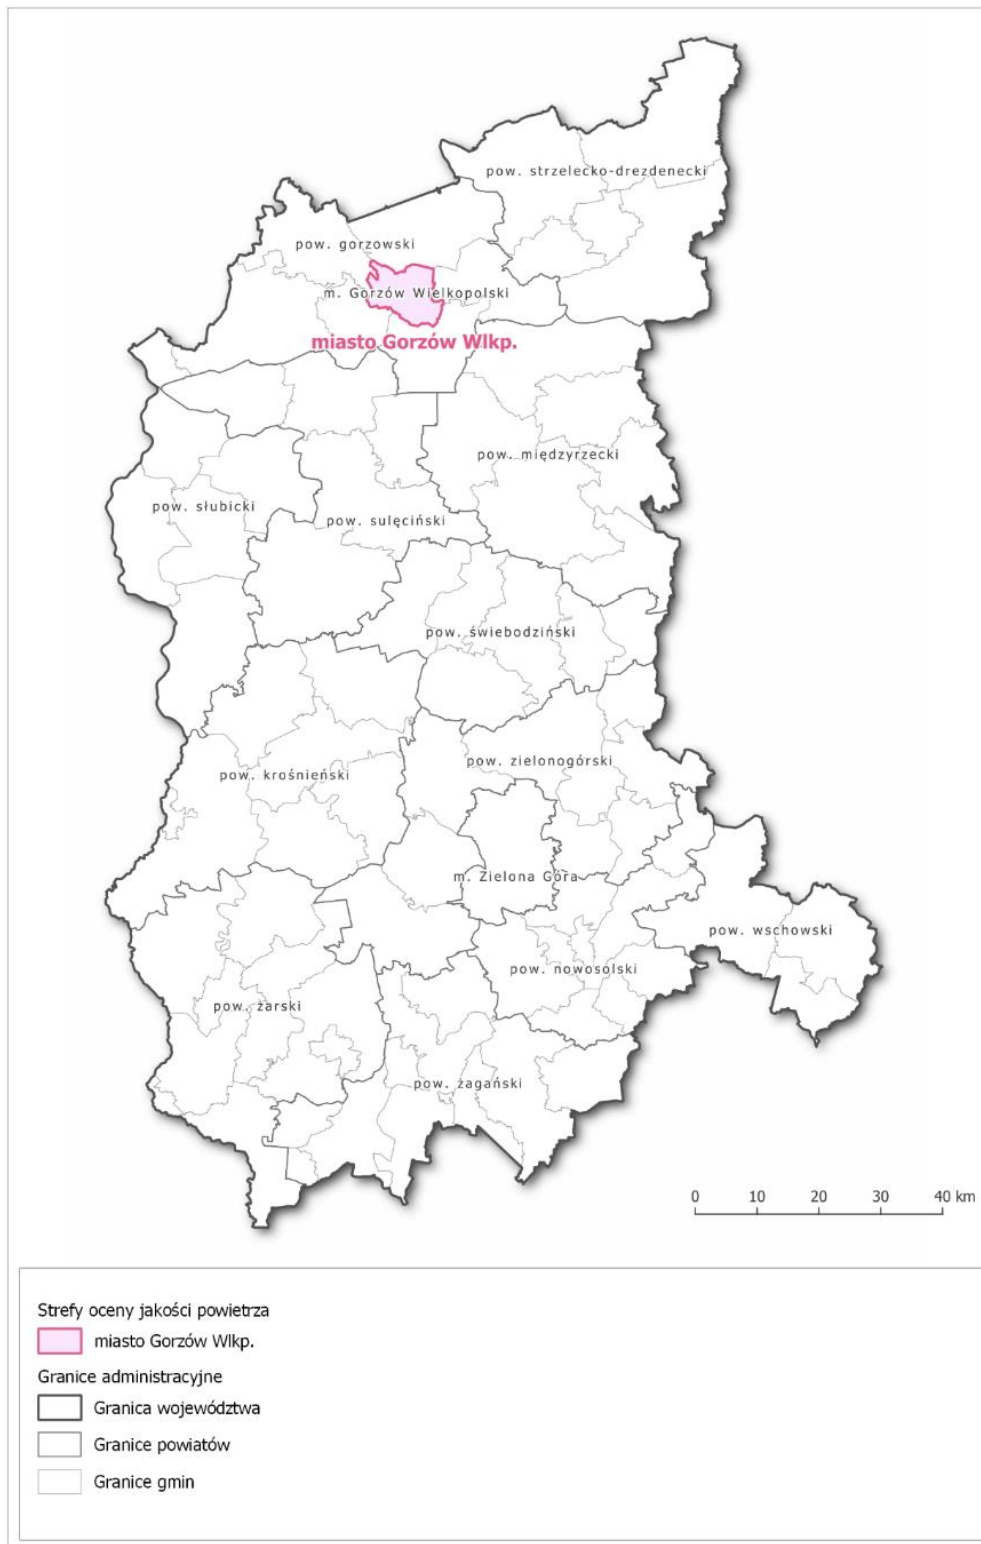 pow. strzelecko-drezdenecki
pow. gorzowski
m. Gorzów Wielkopolski
miasto Gorzów Wlkp.
pow. międzyrzecki
pow. słubicki
pow. sulęciński
pow. świebodziński
pow. zielonogórski
pow. krośnieński
m. Zielona Góra
pow. wschowski
pow. nowosolski
pow. żarski
pow. żagański
0 10 20 30 40 km
Strefy oceny jakości powietrza
miasto Gorzów Wlkp.
Granice administracyjne
Granica województwa
Granice powiatów
Granice gmin